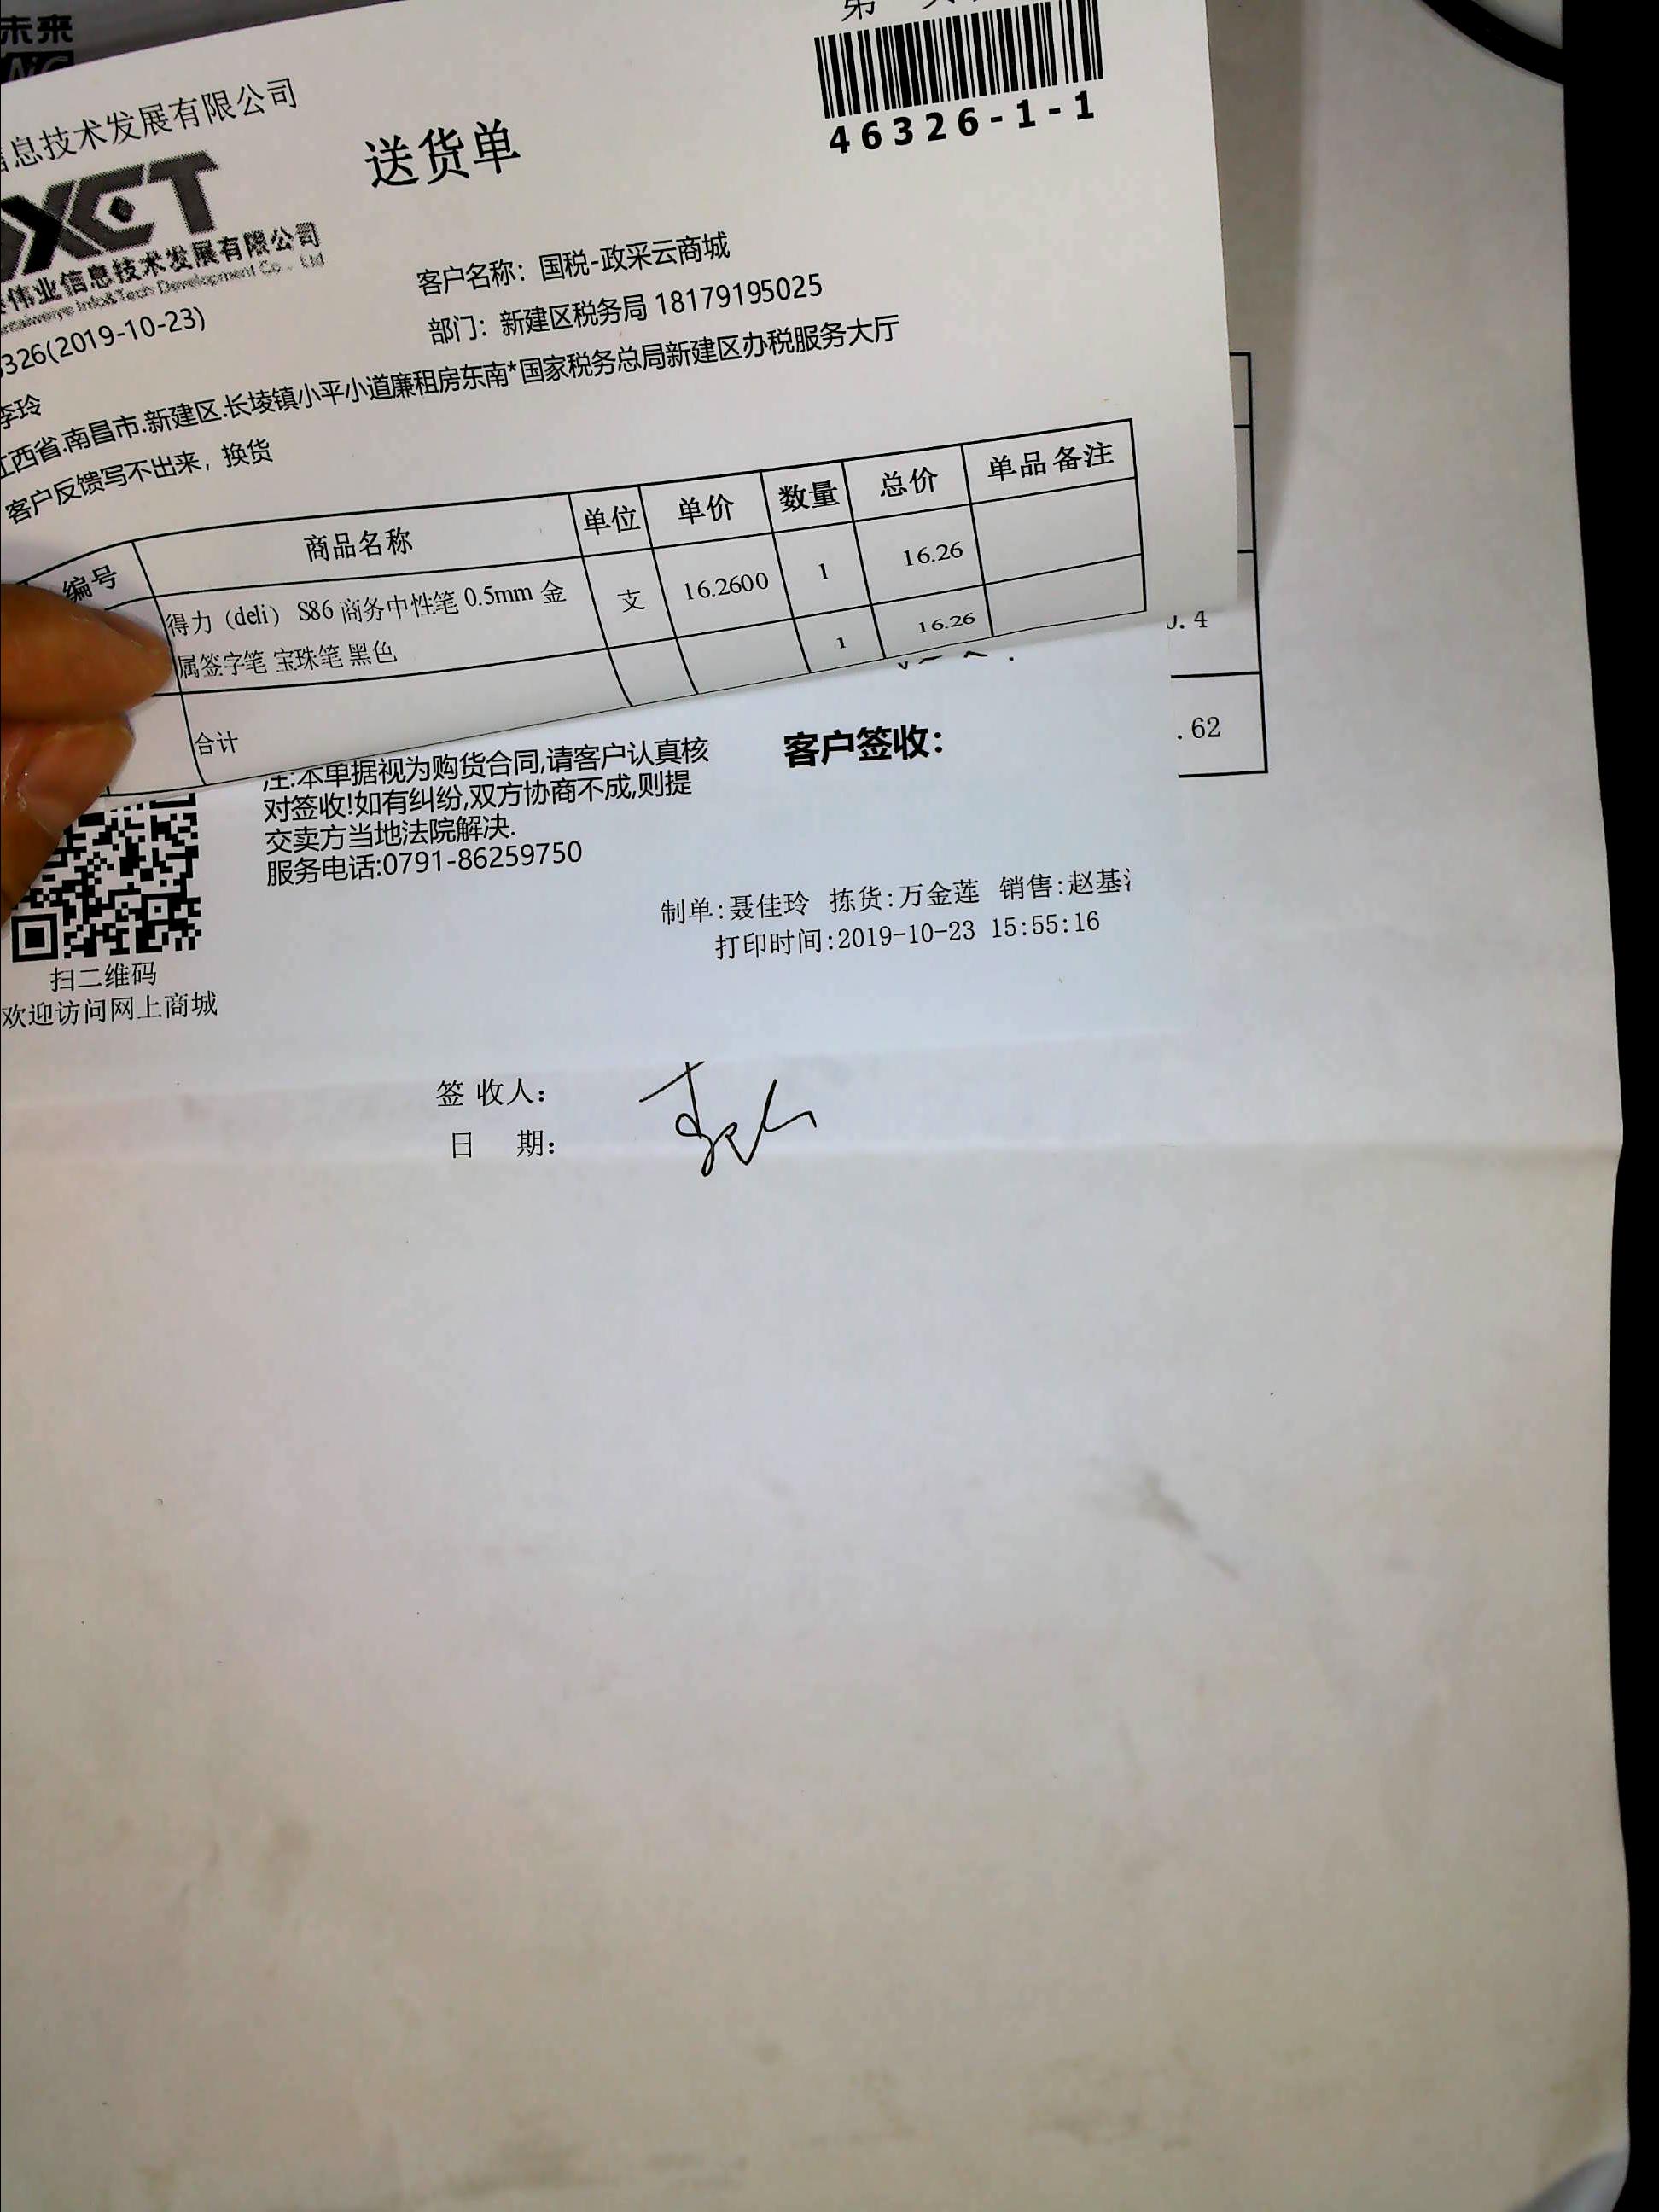 未来
信息技术发展有限公司
送货单
46326-1-1
XCT
伟业信息技术发展有限公司
Info&Tech Development Co., Ltd
326(2019-10-23)
客户名称：国税-政采云商城
李玲
部门：新建区税务局 18179195025
江西省.南昌市.新建区.长堎镇小平小道廉租房东南*国家税务总局新建区办税服务大厅
客户反馈写不出来，换货
编号 商品名称 单位 单价 数量 总价 单品备注
得力（deli）S86 商务中性笔 0.5mm 金 支 16.2600 1 16.26
属签字笔 宝珠笔 黑色
合计 1 16.26
.4
.62
注:本单据视为购货合同,请客户认真核
对签收!如有纠纷,双方协商不成,则提
交卖方当地法院解决.
服务电话:0791-86259750
客户签收：
制单:聂佳玲 拣货:万金莲 销售:赵基
打印时间:2019-10-23 15:55:16
扫二维码
欢迎访问网上商城
签 收人：
日 期：